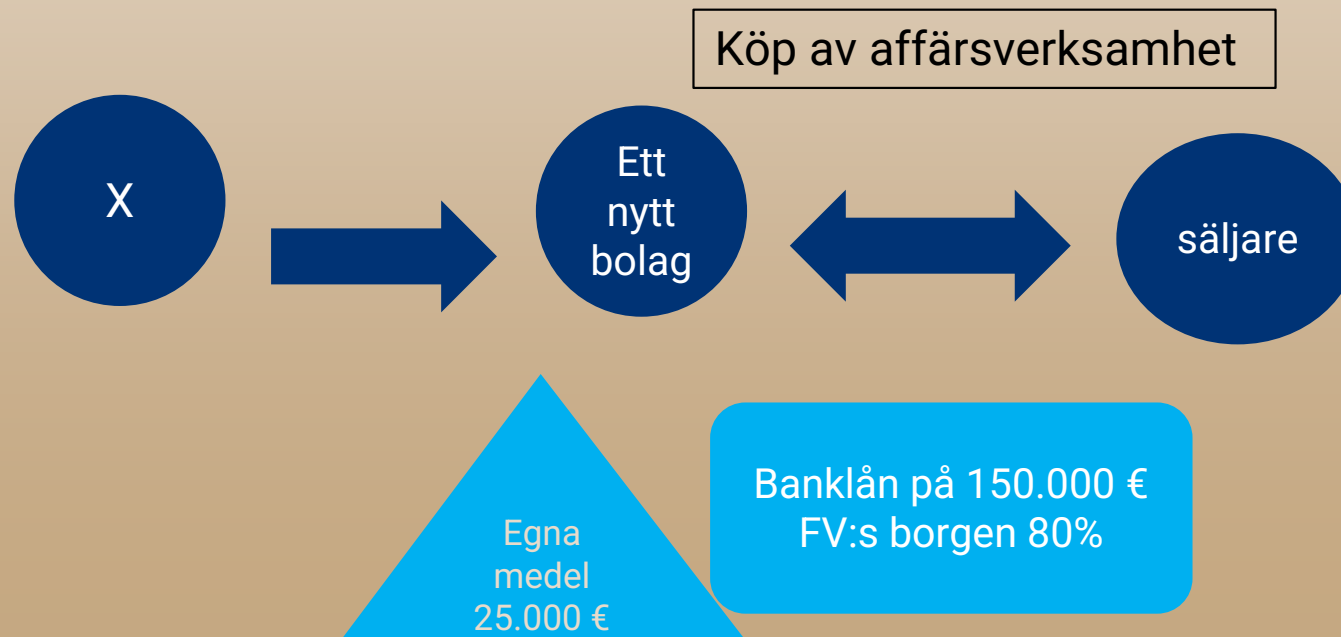 Köp av affärsverksamhet
X
Ett
nytt
bolag
säljare
Egna
medel
25.000 €
Banklån på 150.000 €
FV:s borgen 80%